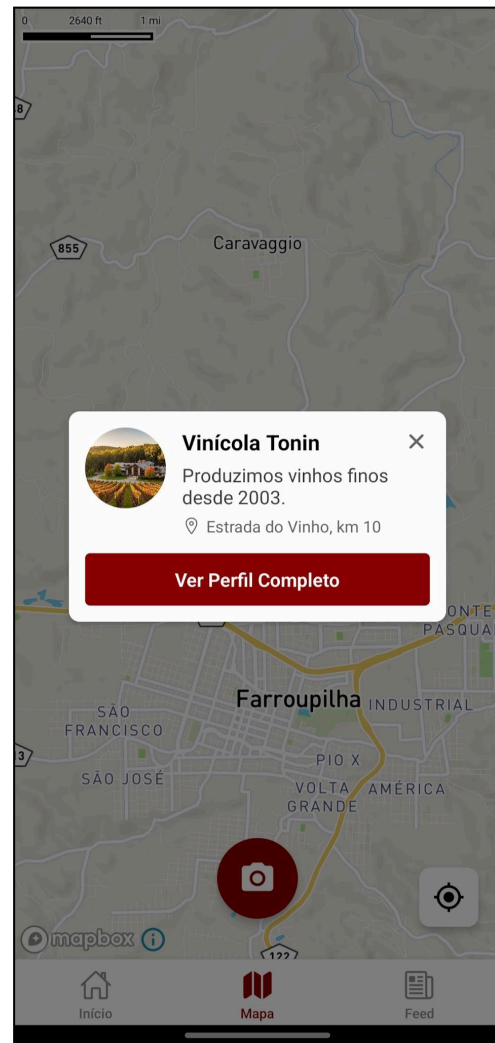 0 2640 ft 1 mi
8
855
Caravaggio
Vinícola Tonin
Produzimos vinhos finos
desde 2003.
Estrada do Vinho, km 10
Ver Perfil Completo
ONTE
PASQUA
Farroupilha
INDUSTRIAL
SÃO
FRANCISCO
3
PIO X
SÃO JOSÉ
VOLTA
GRANDE
AMÉRICA
mapbox
122
Início
Mapa
Feed